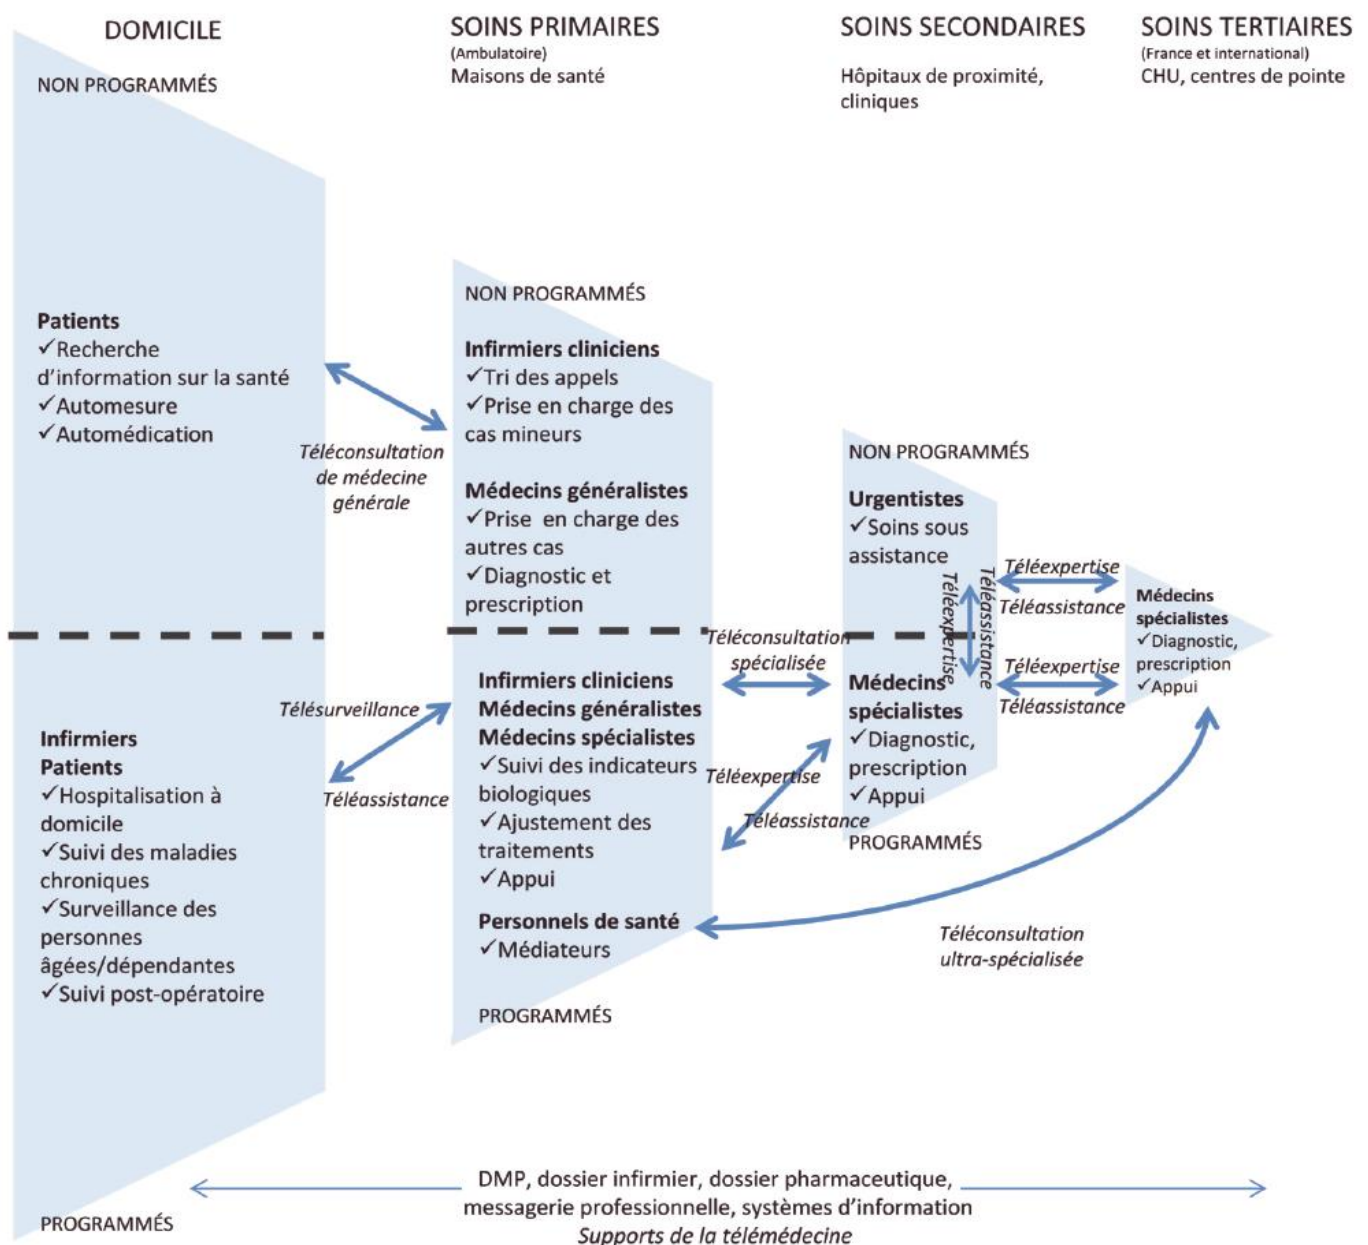 DOMICILE
NON PROGRAMMÉS
Patients
✓Recherche
d’information sur la santé
✓Automesure
✓Automédication
Infirmiers
Patients
✓Hospitalisation à
domicile
✓Suivi des maladies
chroniques
✓Surveillance des
personnes
âgées/dépendantes
✓Suivi post-opératoire
PROGRAMMÉS
Téléconsultation
de médecine
générale
Télésurveillance
Téléassistance
SOINS PRIMAIRES
(Ambulatoire)
Maisons de santé
NON PROGRAMMÉS
Infirmiers cliniciens
✓Tri des appels
✓Prise en charge des
cas mineurs
Médecins généralistes
✓Prise en charge des
autres cas
✓Diagnostic et
prescription
Infirmiers cliniciens
Médecins généralistes
Médecins spécialistes
✓Suivi des indicateurs
biologiques
✓Ajustement des
traitements
✓Appui
Personnels de santé
✓Médiateurs
PROGRAMMÉS
Téléconsultation
spécialisée
Téléexpertise
Téléassistance
SOINS SECONDAIRES
Hôpitaux de proximité,
cliniques
NON PROGRAMMÉS
Urgentistes
✓Soins sous
assistance
Téléexpertise
Téléassistance
Médecins
spécialistes
✓Diagnostic,
prescription
✓Appui
PROGRAMMÉS
Téléexpertise
Téléassistance
Téléexpertise
Téléassistance
SOINS TERTIAIRES
(France et international)
CHU, centres de pointe
Médecins
spécialistes
✓Diagnostic,
prescription
✓Appui
Téléconsultation
ultra-spécialisée
DMP, dossier infirmier, dossier pharmaceutique,
messagerie professionnelle, systèmes d’information
Supports de la télémédecine